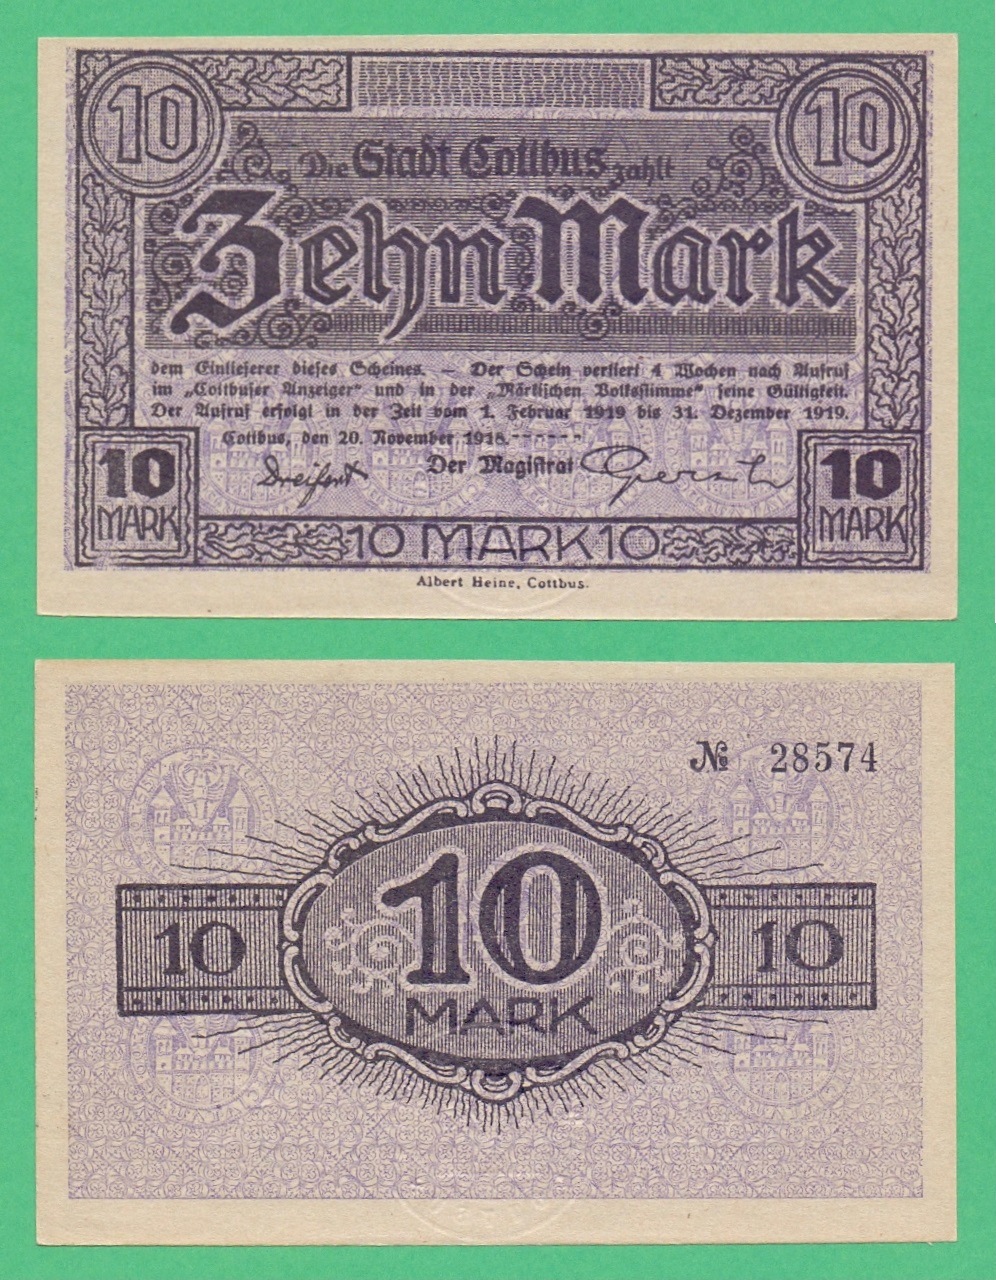 10
10
Die Stadt Cottbus zahlt
Zehn Mark
dem Einlieferer dieses Scheines. — Der Schein verliert 4 Wochen nach Aufruf
im „Cottbuser Anzeiger“ und in der „Märkischen Volksstimme“ seine Gültigkeit.
Der Aufruf erfolgt in der Zeit vom 1. Februar 1919 bis 31. Dezember 1919.
Cottbus, den 20. November 1918.
Der Magistrat
10
MARK
10
MARK
10 MARK 10
Albert Heine, Cottbus.
№ 28574
10
10
MARK
10